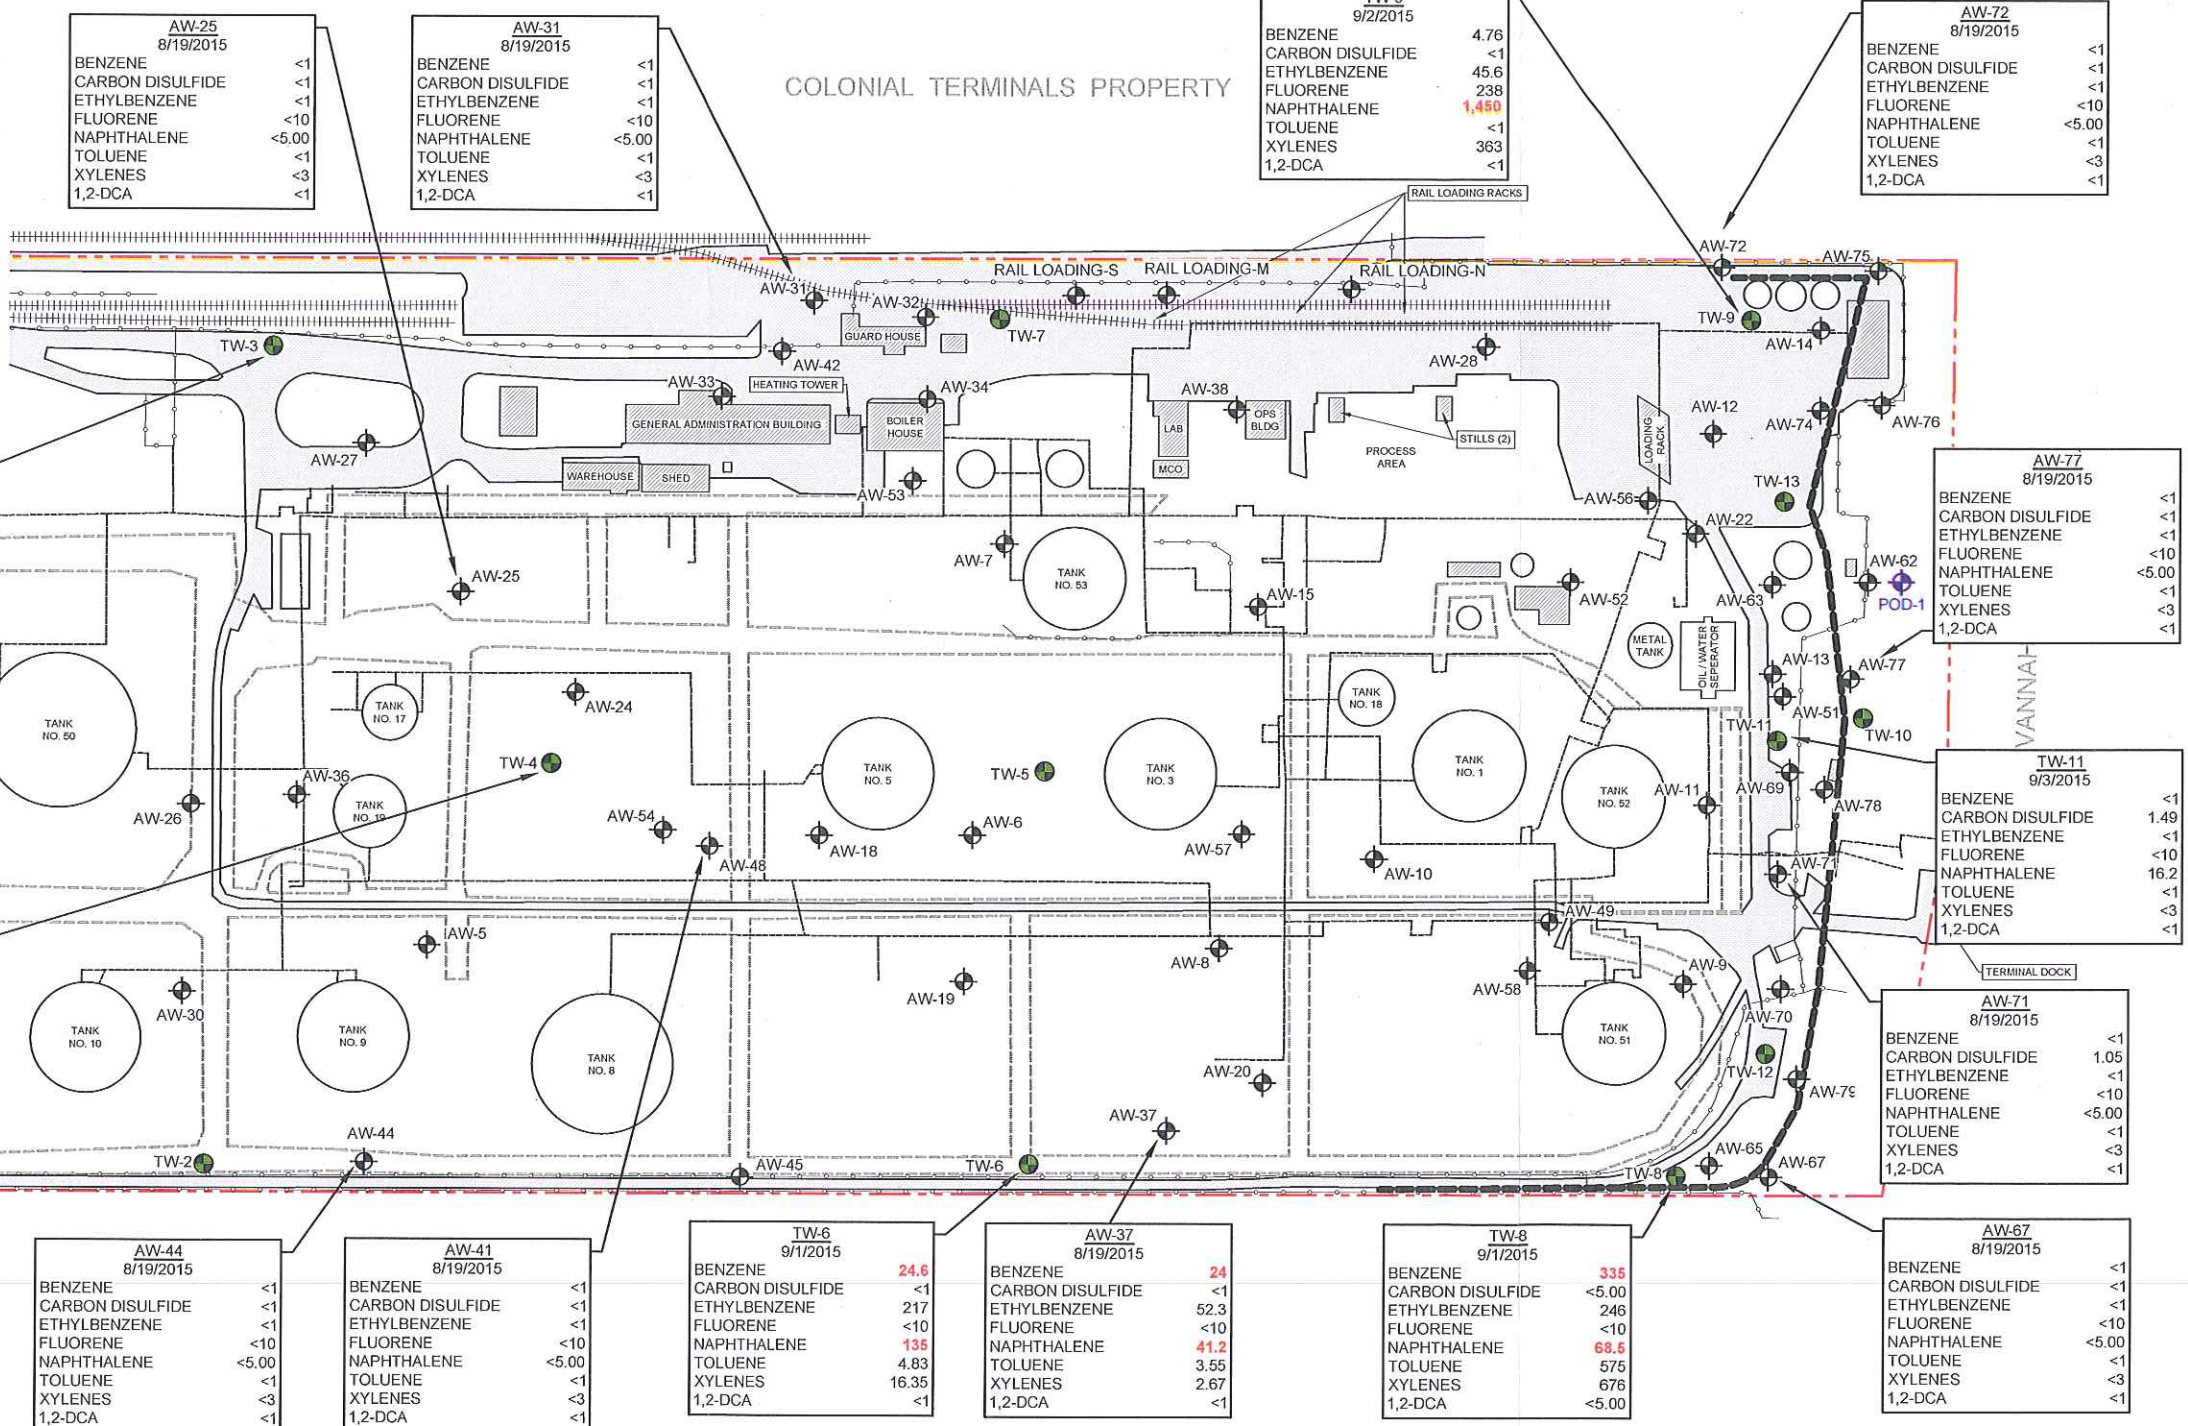 AW-25
8/19/2015
BENZENE <1
CARBON DISULFIDE <1
ETHYLBENZENE <1
FLUORENE <10
NAPHTHALENE <5.00
TOLUENE <1
XYLENES <3
1,2-DCA <1
AW-31
8/19/2015
BENZENE <1
CARBON DISULFIDE <1
ETHYLBENZENE <1
FLUORENE <10
NAPHTHALENE <5.00
TOLUENE <1
XYLENES <3
1,2-DCA <1
COLONIAL TERMINALS PROPERTY
9/2/2015
BENZENE 4.76
CARBON DISULFIDE <1
ETHYLBENZENE 45.6
FLUORENE 238
NAPHTHALENE 1,450
TOLUENE <1
XYLENES 363
1,2-DCA <1
AW-72
8/19/2015
BENZENE <1
CARBON DISULFIDE <1
ETHYLBENZENE <1
FLUORENE <10
NAPHTHALENE <5.00
TOLUENE <1
XYLENES <3
1,2-DCA <1
RAIL LOADING RACKS
AW-72
AW-75
RAIL LOADING-S
RAIL LOADING-M
RAIL LOADING-N
AW-31
AW-32
TW-7
TW-9
AW-14
TW-3
GUARD HOUSE
AW-42
AW-28
AW-33
HEATING TOWER
AW-34
AW-38
AW-12
AW-74
AW-76
GENERAL ADMINISTRATION BUILDING
BOILER
HOUSE
LAB
OPS
BLDG
STILLS (2)
LOADING
RACK
PROCESS
AREA
AW-27
WAREHOUSE
SHED
MCO
AW-53
AW-56
TW-13
AW-22
AW-77
8/19/2015
BENZENE <1
CARBON DISULFIDE <1
ETHYLBENZENE <1
FLUORENE <10
NAPHTHALENE <5.00
TOLUENE <1
XYLENES <3
1,2-DCA <1
AW-7
TANK
NO. 53
AW-25
AW-15
AW-52
AW-63
AW-62
POD-1
METAL
TANK
OIL / WATER
SEPERATOR
AW-13
AW-77
VANNAH
TANK
NO. 50
TANK
NO. 17
AW-24
TANK
NO. 18
AW-51
TW-11
TW-10
TW-4
TANK
NO. 5
TW-5
TANK
NO. 3
TANK
NO. 1
TANK
NO. 52
AW-11
AW-69
AW-78
AW-36
TANK
NO. 19
AW-26
AW-54
AW-48
AW-18
AW-6
AW-57
AW-10
AW-71
TW-11
9/3/2015
BENZENE <1
CARBON DISULFIDE 1.49
ETHYLBENZENE <1
FLUORENE <10
NAPHTHALENE 16.2
TOLUENE <1
XYLENES <3
1,2-DCA <1
AW-5
AW-8
AW-49
AW-19
AW-58
AW-9
TERMINAL DOCK
AW-30
TANK
NO. 10
TANK
NO. 9
TANK
NO. 8
TANK
NO. 51
AW-70
TW-12
AW-20
AW-79
AW-37
AW-71
8/19/2015
BENZENE <1
CARBON DISULFIDE 1.05
ETHYLBENZENE <1
FLUORENE <10
NAPHTHALENE <5.00
TOLUENE <1
XYLENES <3
1,2-DCA <1
TW-2
AW-44
AW-45
TW-6
TW-8
AW-65
AW-67
AW-44
8/19/2015
BENZENE <1
CARBON DISULFIDE <1
ETHYLBENZENE <1
FLUORENE <10
NAPHTHALENE <5.00
TOLUENE <1
XYLENES <3
1,2-DCA <1
AW-41
8/19/2015
BENZENE <1
CARBON DISULFIDE <1
ETHYLBENZENE <1
FLUORENE <10
NAPHTHALENE <5.00
TOLUENE <1
XYLENES <3
1,2-DCA <1
TW-6
9/1/2015
BENZENE 24.6
CARBON DISULFIDE <1
ETHYLBENZENE 217
FLUORENE <10
NAPHTHALENE 135
TOLUENE 4.83
XYLENES 16.35
1,2-DCA <1
AW-37
8/19/2015
BENZENE 24
CARBON DISULFIDE <1
ETHYLBENZENE 52.3
FLUORENE <10
NAPHTHALENE 41.2
TOLUENE 3.55
XYLENES 2.67
1,2-DCA <1
TW-8
9/1/2015
BENZENE 335
CARBON DISULFIDE <5.00
ETHYLBENZENE 246
FLUORENE <10
NAPHTHALENE 68.5
TOLUENE 575
XYLENES 676
1,2-DCA <5.00
AW-67
8/19/2015
BENZENE <1
CARBON DISULFIDE <1
ETHYLBENZENE <1
FLUORENE <10
NAPHTHALENE <5.00
TOLUENE <1
XYLENES <3
1,2-DCA <1